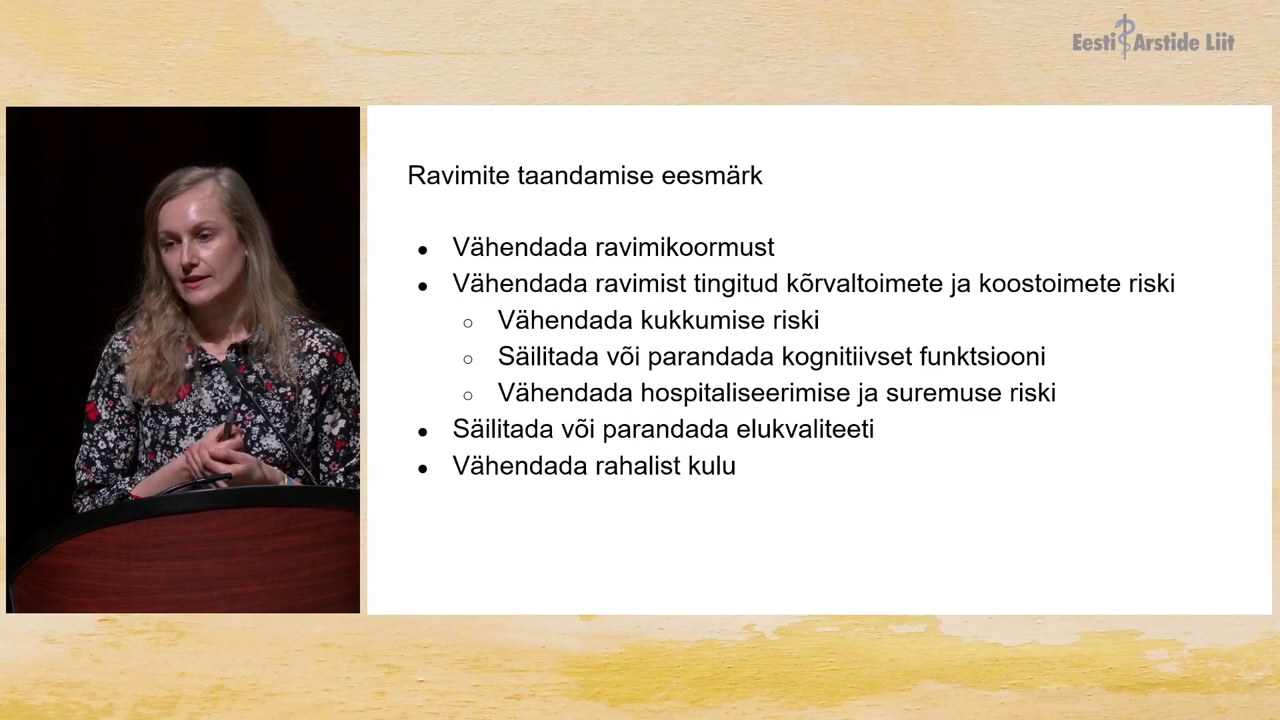 Eesti Arstide Liit
Ravimite taandamise eesmärk
● Vähendada ravimikoormust
● Vähendada ravimist tingitud kõrvaltoimete ja koostoimete riski
○ Vähendada kukkumise riski
○ Säilitada või parandada kognitiivset funktsiooni
○ Vähendada hospitaliseerimise ja suremuse riski
● Säilitada või parandada elukvaliteeti
● Vähendada rahalist kulu